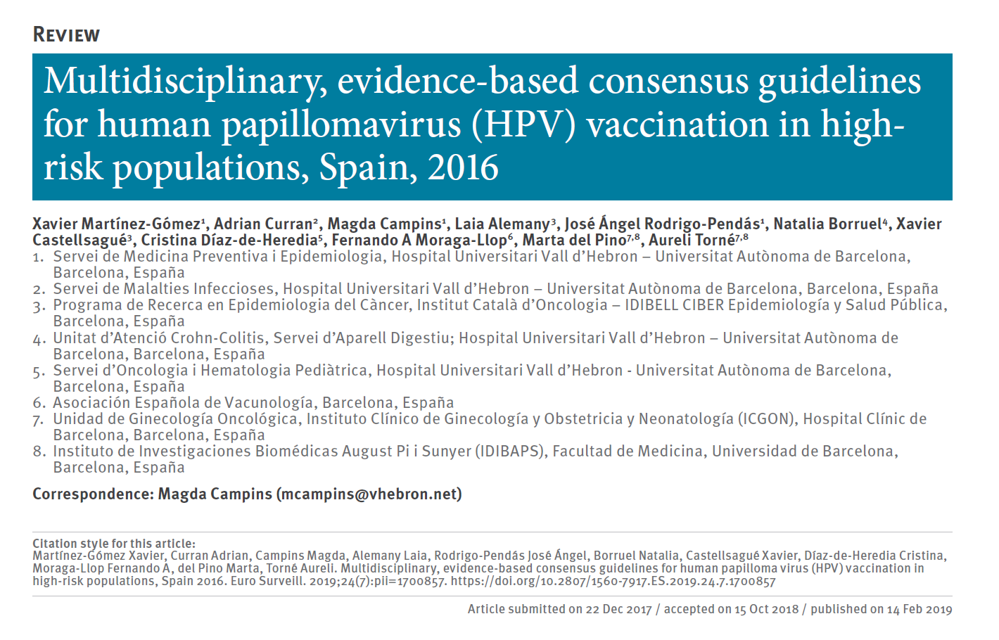 REVIEW
Multidisciplinary, evidence-based consensus guidelines
for human papillomavirus (HPV) vaccination in high-
risk populations, Spain, 2016
Xavier Martínez-Gómez¹, Adrian Curran², Magda Campins¹, Laia Alemany³, José Ángel Rodrigo-Pendás¹, Natalia Borruel⁴, Xavier
Castellsagué³, Cristina Díaz-de-Heredia⁵, Fernando A Moraga-Llop⁶, Marta del Pino⁷,⁸, Aureli Torné⁷,⁸
1. Servei de Medicina Preventiva i Epidemiologia, Hospital Universitari Vall d’Hebron – Universitat Autònoma de Barcelona,
Barcelona, España
2. Servei de Malalties Infeccioses, Hospital Universitari Vall d’Hebron – Universitat Autònoma de Barcelona, Barcelona, España
3. Programa de Recerca en Epidemiologia del Càncer, Institut Català d’Oncologia – IDIBELL CIBER Epidemiología y Salud Pública,
Barcelona, España
4. Unitat d’Atenció Crohn-Colitis, Servei d’Aparell Digestiu; Hospital Universitari Vall d’Hebron – Universitat Autònoma de
Barcelona, Barcelona, España
5. Servei d’Oncologia i Hematologia Pediàtrica, Hospital Universitari Vall d’Hebron - Universitat Autònoma de Barcelona,
Barcelona, España
6. Asociación Española de Vacunología, Barcelona, España
7. Unidad de Ginecología Oncológica, Instituto Clínico de Ginecología y Obstetricia y Neonatología (ICGON), Hospital Clínic de
Barcelona, Barcelona, España
8. Instituto de Investigaciones Biomédicas August Pi i Sunyer (IDIBAPS), Facultad de Medicina, Universidad de Barcelona,
Barcelona, España
Correspondence: Magda Campins (mcampins@vhebron.net)
Citation style for this article:
Martínez-Gómez Xavier, Curran Adrian, Campins Magda, Alemany Laia, Rodrigo-Pendás José Ángel, Borruel Natalia, Castellsagué Xavier, Díaz-de-Heredia Cristina,
Moraga-Llop Fernando A, del Pino Marta, Torné Aureli. Multidisciplinary, evidence-based consensus guidelines for human papilloma virus (HPV) vaccination in
high-risk populations, Spain 2016. Euro Surveill. 2019;24(7):pii=1700857. https://doi.org/10.2807/1560-7917.ES.2019.24.7.1700857
Article submitted on 22 Dec 2017 / accepted on 15 Oct 2018 / published on 14 Feb 2019